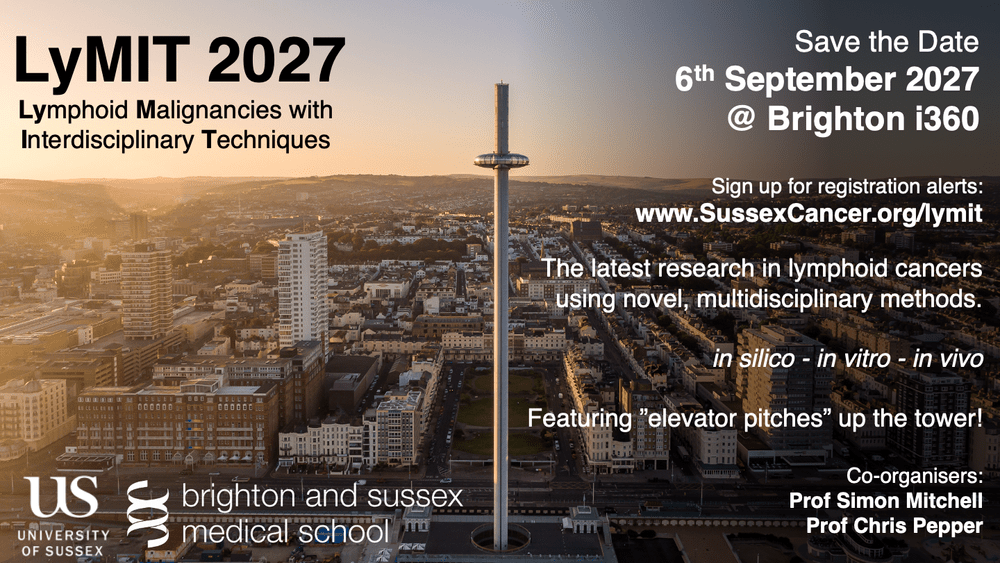 LyMIT 2027
Lymphoid Malignancies with
Interdisciplinary Techniques
Save the Date
6th September 2027
@ Brighton i360
Sign up for registration alerts:
www.SussexCancer.org/lymit
The latest research in lymphoid cancers
using novel, multidisciplinary methods.
in silico - in vitro - in vivo
Featuring ”elevator pitches” up the tower!
Co-organisers:
Prof Simon Mitchell
Prof Chris Pepper
US
UNIVERSITY
OF SUSSEX
brighton and sussex
medical school